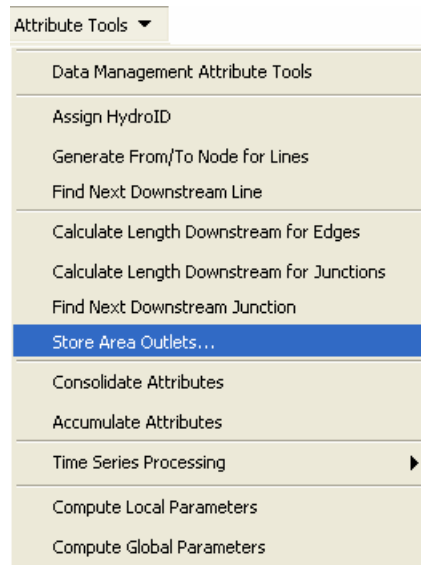 Attribute Tools
Data Management Attribute Tools
Assign HydroID
Generate From/To Node for Lines
Find Next Downstream Line
Calculate Length Downstream for Edges
Calculate Length Downstream for Junctions
Find Next Downstream Junction
Store Area Outlets...
Consolidate Attributes
Accumulate Attributes
Time Series Processing
Compute Local Parameters
Compute Global Parameters